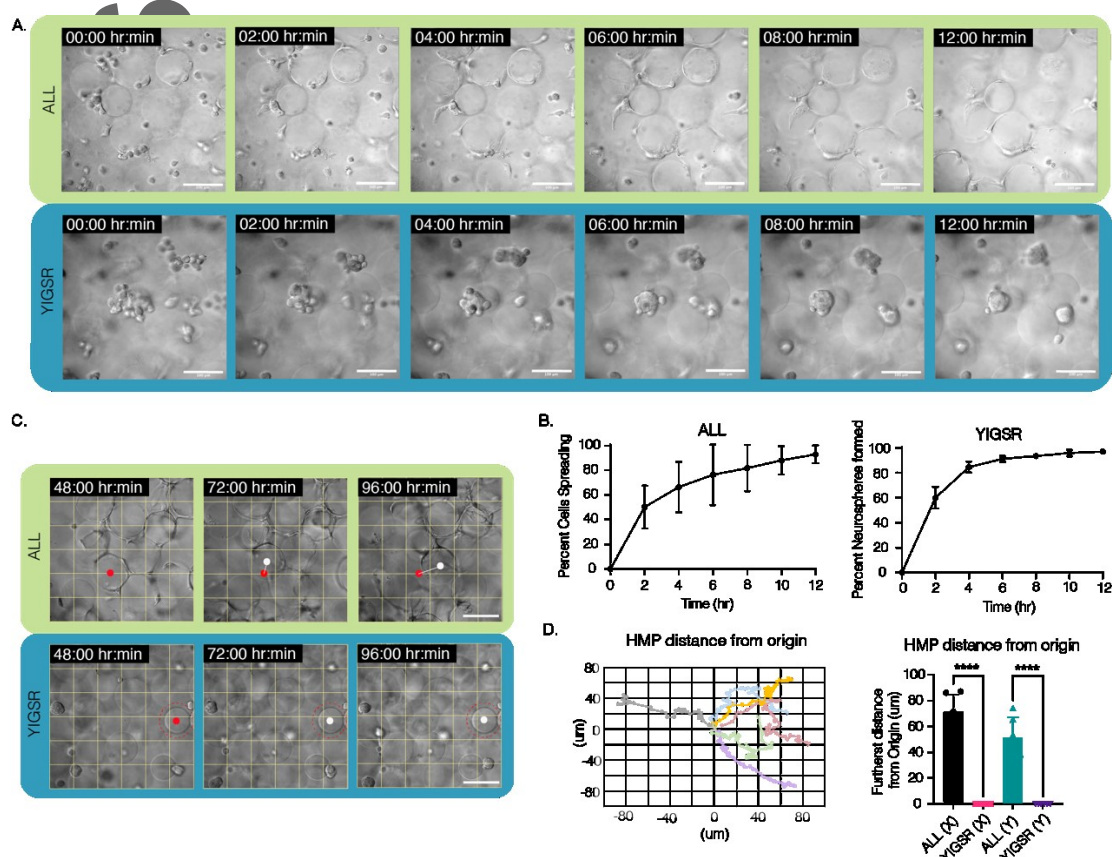 A.
ALL
00:00 hr:min
02:00 hr:min
04:00 hr:min
06:00 hr:min
08:00 hr:min
12:00 hr:min
YIGSR
00:00 hr:min
02:00 hr:min
04:00 hr:min
06:00 hr:min
08:00 hr:min
12:00 hr:min
C.
ALL
48:00 hr:min
72:00 hr:min
96:00 hr:min
YIGSR
48:00 hr:min
72:00 hr:min
96:00 hr:min
B.
ALL
Percent Cells Spreading
100
80
60
40
20
0
0 2 4 6 8 10 12
Time (hr)
YIGSR
Percent Neurospheres formed
100
80
60
40
20
0
0 2 4 6 8 10 12
Time (hr)
D.
HMP distance from origin
(um)
80
40
0
-40
-80
-80 -40 0 40 80
(um)
HMP distance from origin
Furtherst distance
from Origin (um)
100
80
60
40
20
0
**** ****
ALL (X)
YIGSR (X)
ALL (Y)
YIGSR (Y)